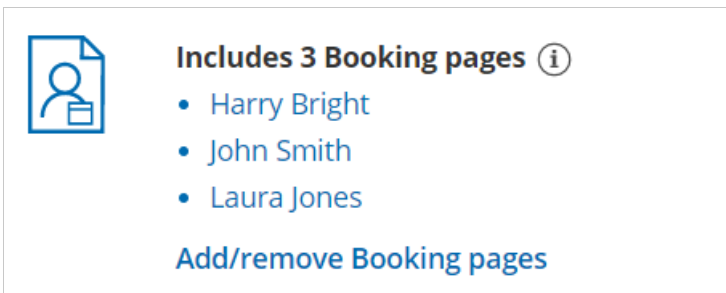 Includes 3 Booking pages
• Harry Bright
• John Smith
• Laura Jones
Add/remove Booking pages